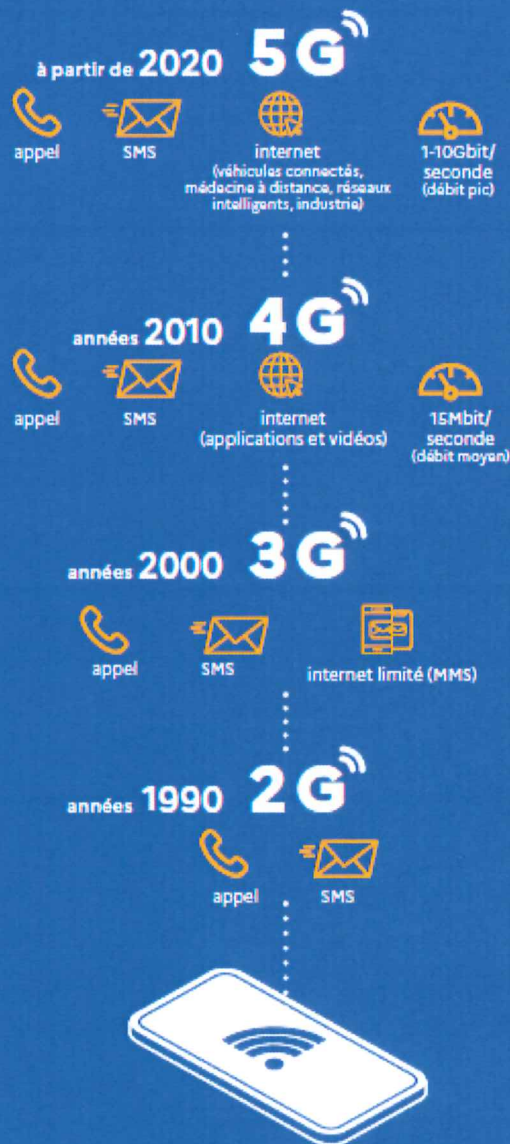 à partir de 2020 5G
appel
SMS
internet
(véhicules connectés,
médecine à distance, réseaux
intelligents, industrie)
1-10Gbit/
seconde
(débit pic)
années 2010 4G
appel
SMS
internet
(applications et vidéos)
15Mbit/
seconde
(débit moyen)
années 2000 3G
appel
SMS
internet limité (MMS)
années 1990 2G
appel
SMS